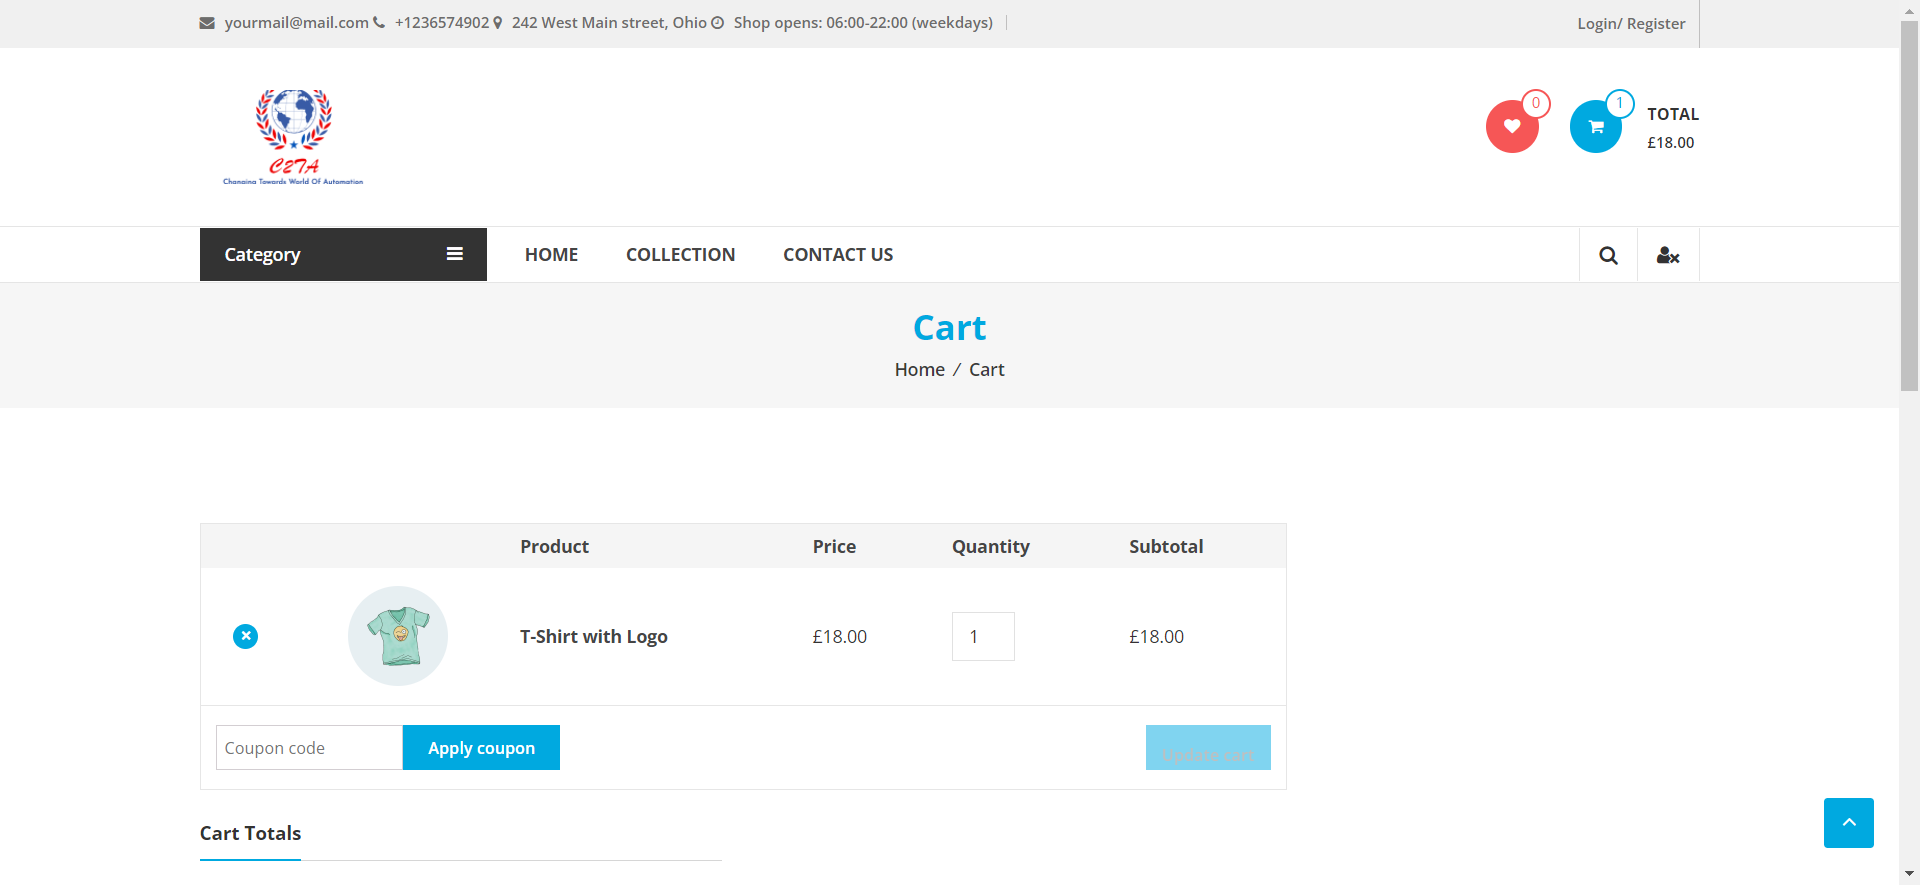 yourmail@mail.com +1236574902 242 West Main street, Ohio Shop opens: 06:00-22:00 (weekdays)
Login/ Register
0
1
TOTAL
£18.00
C2TA
Changing Towards World Of Automation
Category
HOME
COLLECTION
CONTACT US
Cart
Home / Cart
Product Price Quantity Subtotal
T-Shirt with Logo £18.00 1 £18.00
Coupon code
Apply coupon
Update cart
Cart Totals